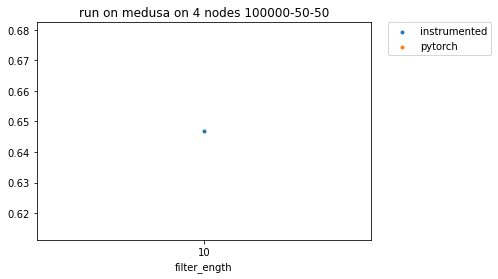 run on medusa on 4 nodes 100000-50-50
instrumented
pytorch
0.68
0.67
0.66
0.65
0.64
0.63
0.62
10
filter_ength